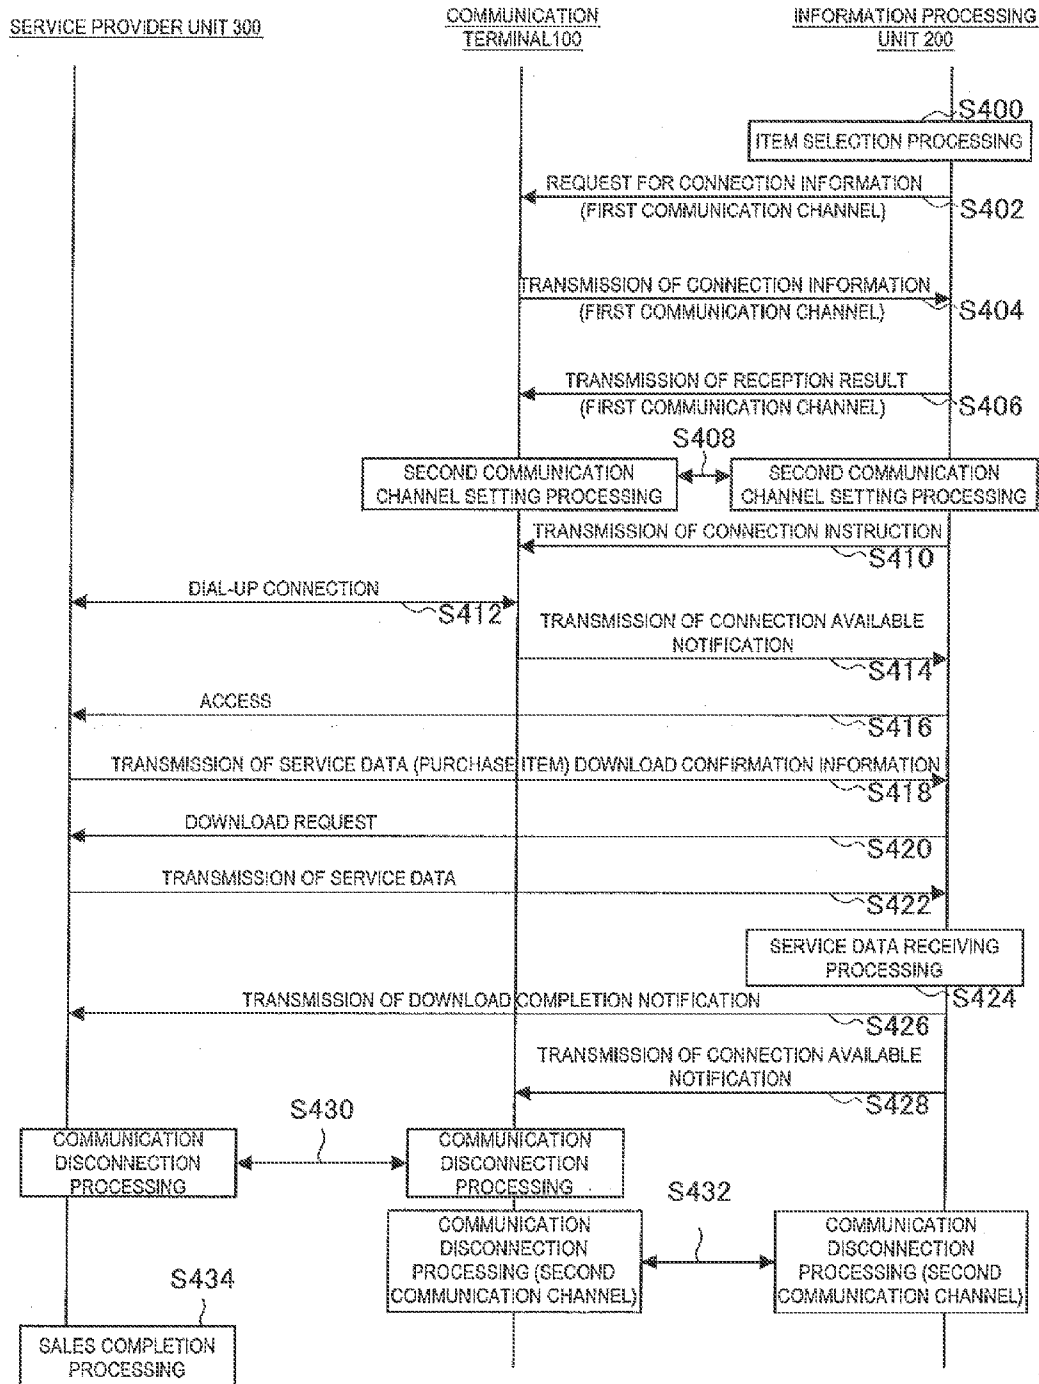 SERVICE PROVIDER UNIT 300
COMMUNICATION
TERMINAL100
INFORMATION PROCESSING
UNIT 200
S400
ITEM SELECTION PROCESSING
REQUEST FOR CONNECTION INFORMATION
(FIRST COMMUNICATION CHANNEL)
S402
TRANSMISSION OF CONNECTION INFORMATION
(FIRST COMMUNICATION CHANNEL)
S404
TRANSMISSION OF RECEPTION RESULT
(FIRST COMMUNICATION CHANNEL)
S406
S408
SECOND COMMUNICATION
CHANNEL SETTING PROCESSING
SECOND COMMUNICATION
CHANNEL SETTING PROCESSING
TRANSMISSION OF CONNECTION INSTRUCTION
S410
DIAL-UP CONNECTION
S412
TRANSMISSION OF CONNECTION AVAILABLE
NOTIFICATION
S414
ACCESS
S416
TRANSMISSION OF SERVICE DATA (PURCHASE ITEM) DOWNLOAD CONFIRMATION INFORMATION
S418
DOWNLOAD REQUEST
S420
TRANSMISSION OF SERVICE DATA
S422
SERVICE DATA RECEIVING
PROCESSING
S424
TRANSMISSION OF DOWNLOAD COMPLETION NOTIFICATION
S426
TRANSMISSION OF CONNECTION AVAILABLE
NOTIFICATION
S428
S430
COMMUNICATION
DISCONNECTION
PROCESSING
COMMUNICATION
DISCONNECTION
PROCESSING
S432
COMMUNICATION
DISCONNECTION
PROCESSING (SECOND
COMMUNICATION CHANNEL)
COMMUNICATION
DISCONNECTION
PROCESSING (SECOND
COMMUNICATION CHANNEL)
S434
SALES COMPLETION
PROCESSING